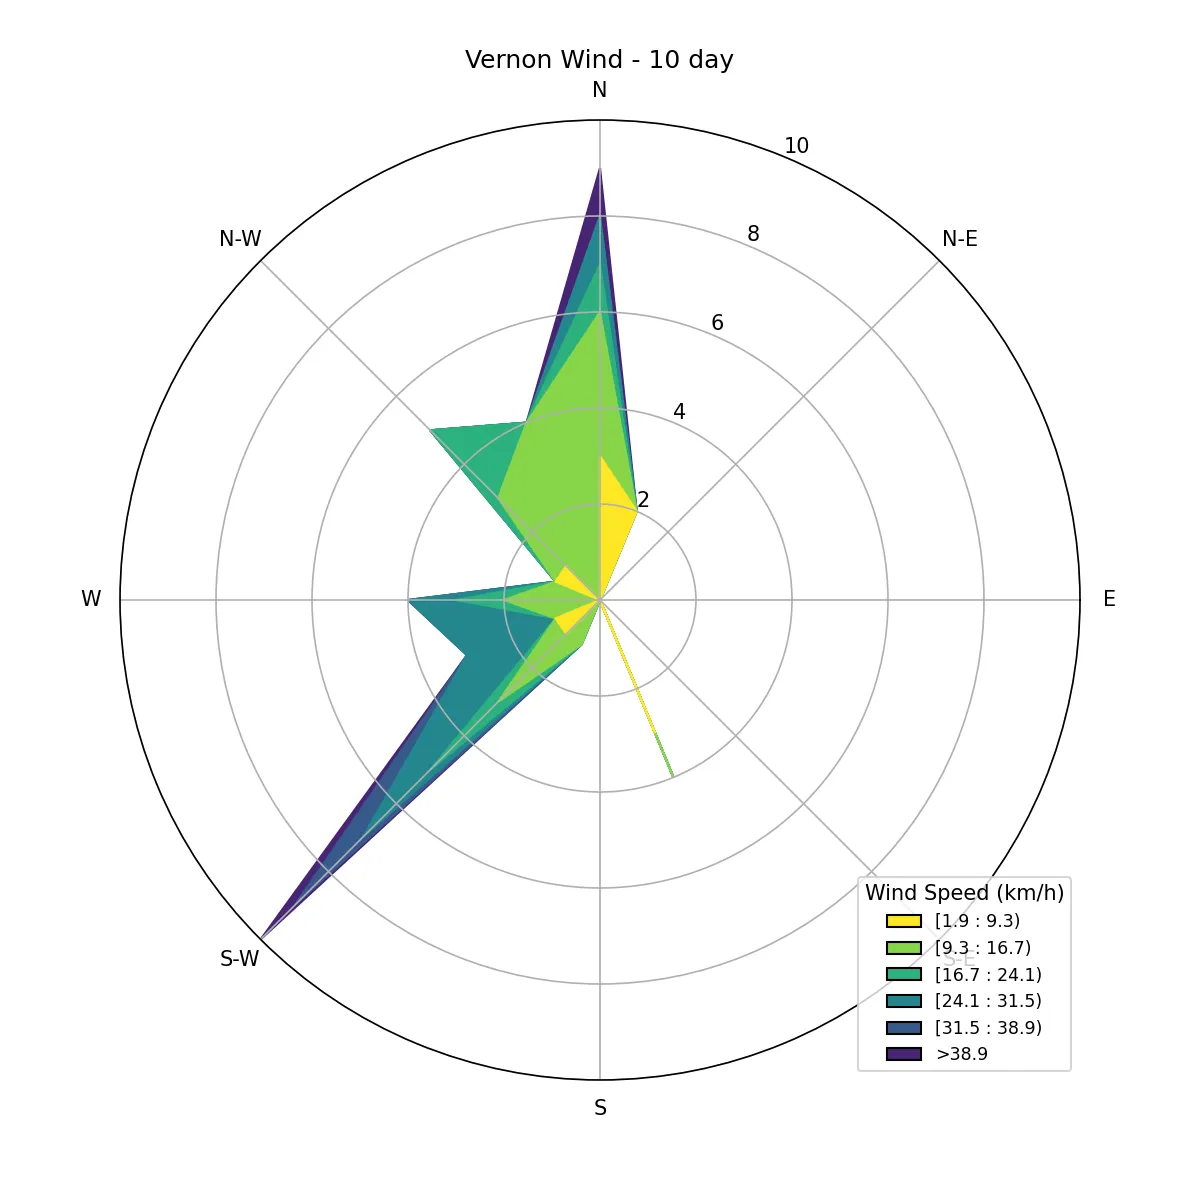 Vernon Wind - 10 day
N
10
N-W
N-E
8
6
4
2
W
E
Wind Speed (km/h)
[1.9 : 9.3)
[9.3 : 16.7)
S-W
S-E
[16.7 : 24.1)
[24.1 : 31.5)
[31.5 : 38.9)
>38.9
S